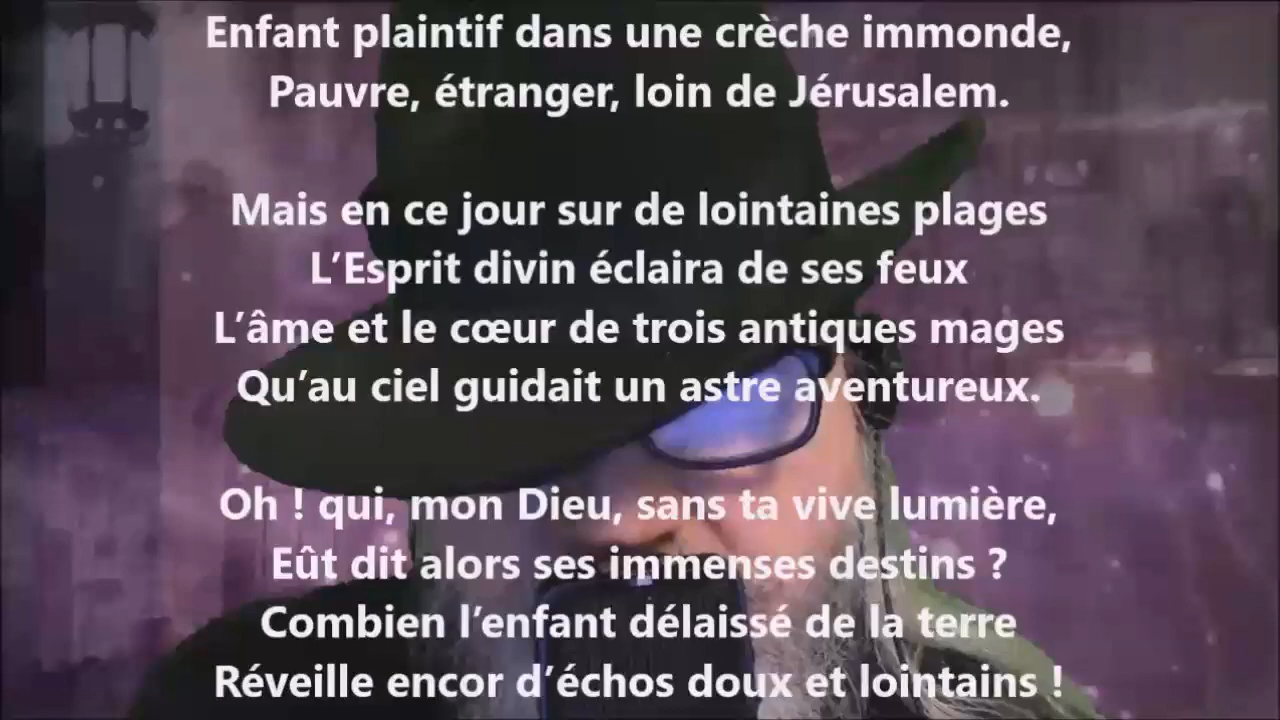 Enfant plaintif dans une crèche immonde,
Pauvre, étranger, loin de Jérusalem.
Mais en ce jour sur de lointaines plages
L’Esprit divin éclaira de ses feux
L’âme et le cœur de trois antiques mages
Qu’au ciel guidait un astre aventureux.
Oh ! qui, mon Dieu, sans ta vive lumière,
Eût dit alors ses immenses destins ?
Combien l’enfant délaissé de la terre
Réveille encor d’échos doux et lointains !